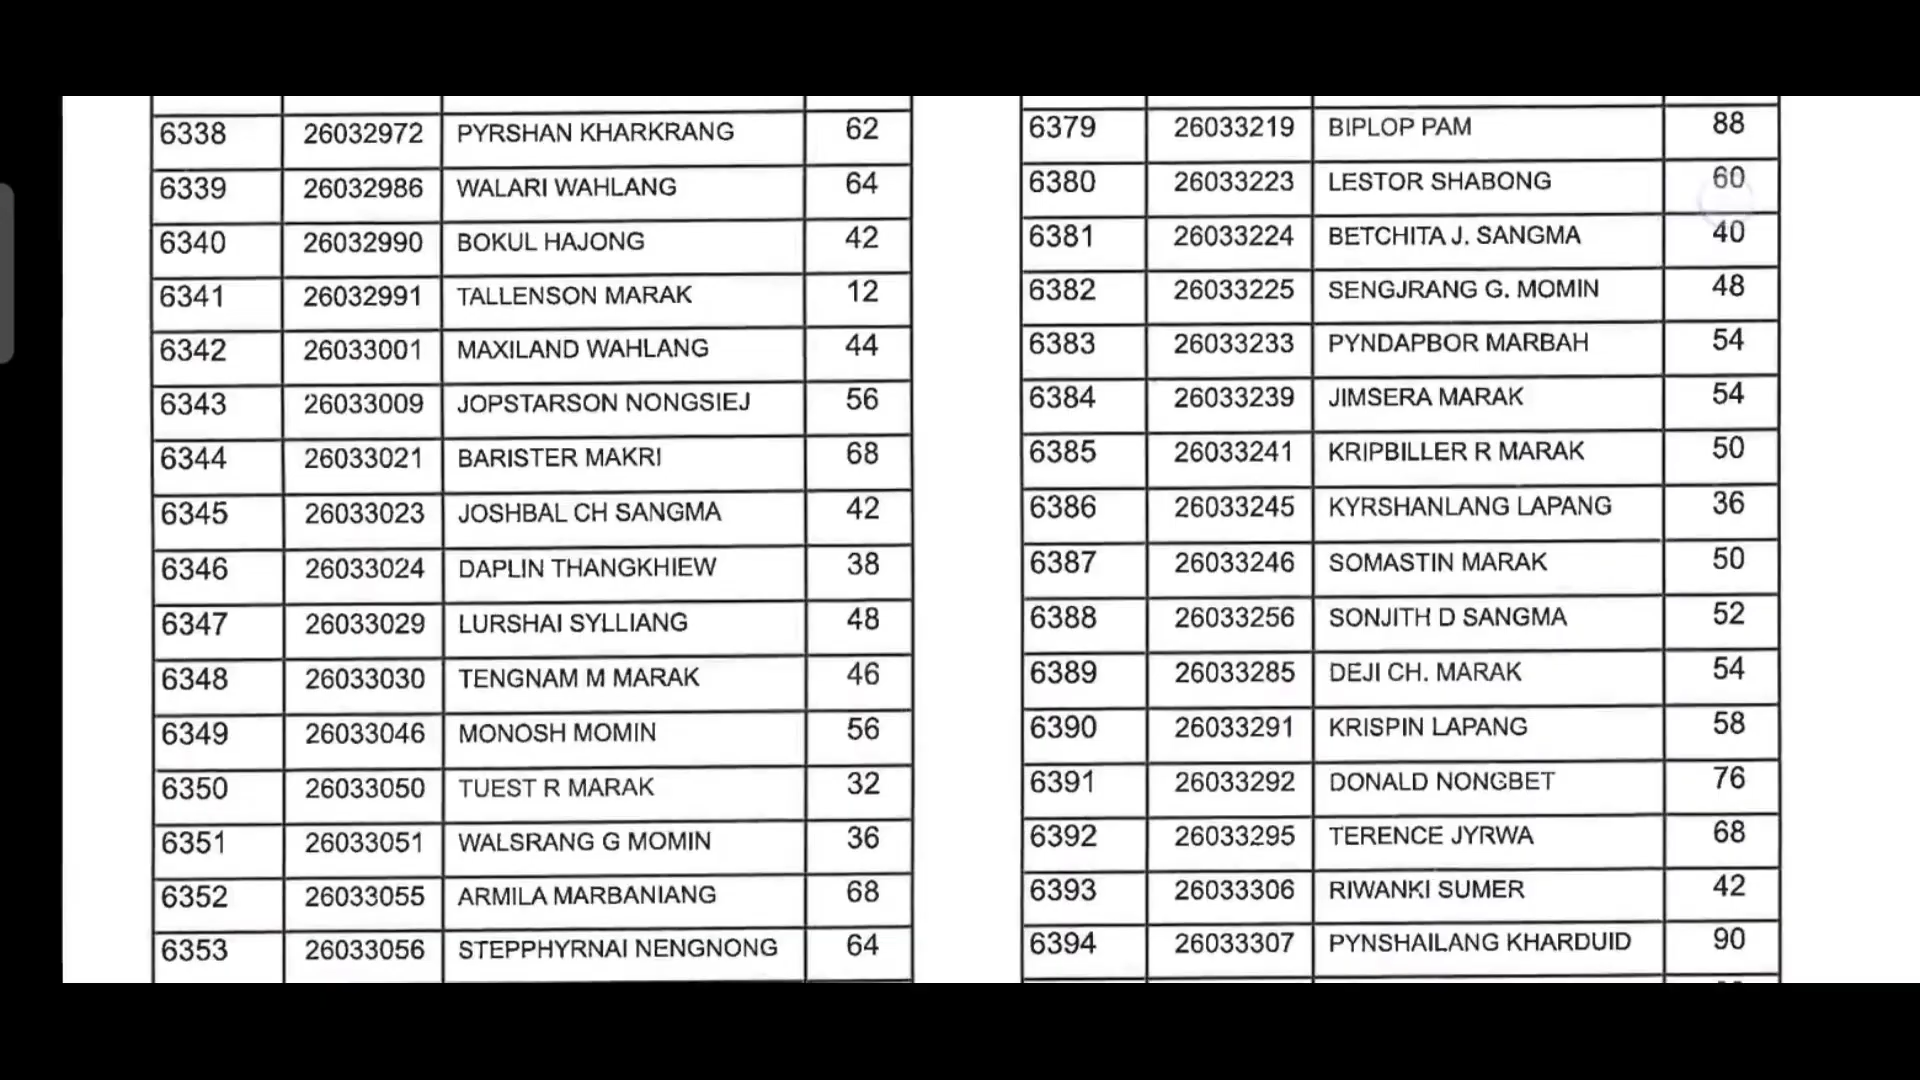 6338 26032972 PYRSHAN KHARKRANG 62
6339 26032986 WALARI WAHLANG 64
6340 26032990 BOKUL HAJONG 42
6341 26032991 TALLENSON MARAK 12
6342 26033001 MAXILAND WAHLANG 44
6343 26033009 JOPSTARSON NONGSIEJ 56
6344 26033021 BARISTER MAKRI 68
6345 26033023 JOSHBAL CH SANGMA 42
6346 26033024 DAPLIN THANGKHIEW 38
6347 26033029 LURSHAI SYLLIANG 48
6348 26033030 TENGNAM M MARAK 46
6349 26033046 MONOSH MOMIN 56
6350 26033050 TUEST R MARAK 32
6351 26033051 WALSRANG G MOMIN 36
6352 26033055 ARMILA MARBANIANG 68
6353 26033056 STEPPHYRNAI NENGNONG 64
6379 26033219 BIPLOP PAM 88
6380 26033223 LESTOR SHABONG 60
6381 26033224 BETCHITA J. SANGMA 40
6382 26033225 SENGJRANG G. MOMIN 48
6383 26033233 PYNDAPBOR MARBAH 54
6384 26033239 JIMSERA MARAK 54
6385 26033241 KRIPBILLER R MARAK 50
6386 26033245 KYRSHANLANG LAPANG 36
6387 26033246 SOMASTIN MARAK 50
6388 26033256 SONJITH D SANGMA 52
6389 26033285 DEJI CH. MARAK 54
6390 26033291 KRISPIN LAPANG 58
6391 26033292 DONALD NONGBET 76
6392 26033295 TERENCE JYRWA 68
6393 26033306 RIWANKI SUMER 42
6394 26033307 PYNSHAILANG KHARDUID 90